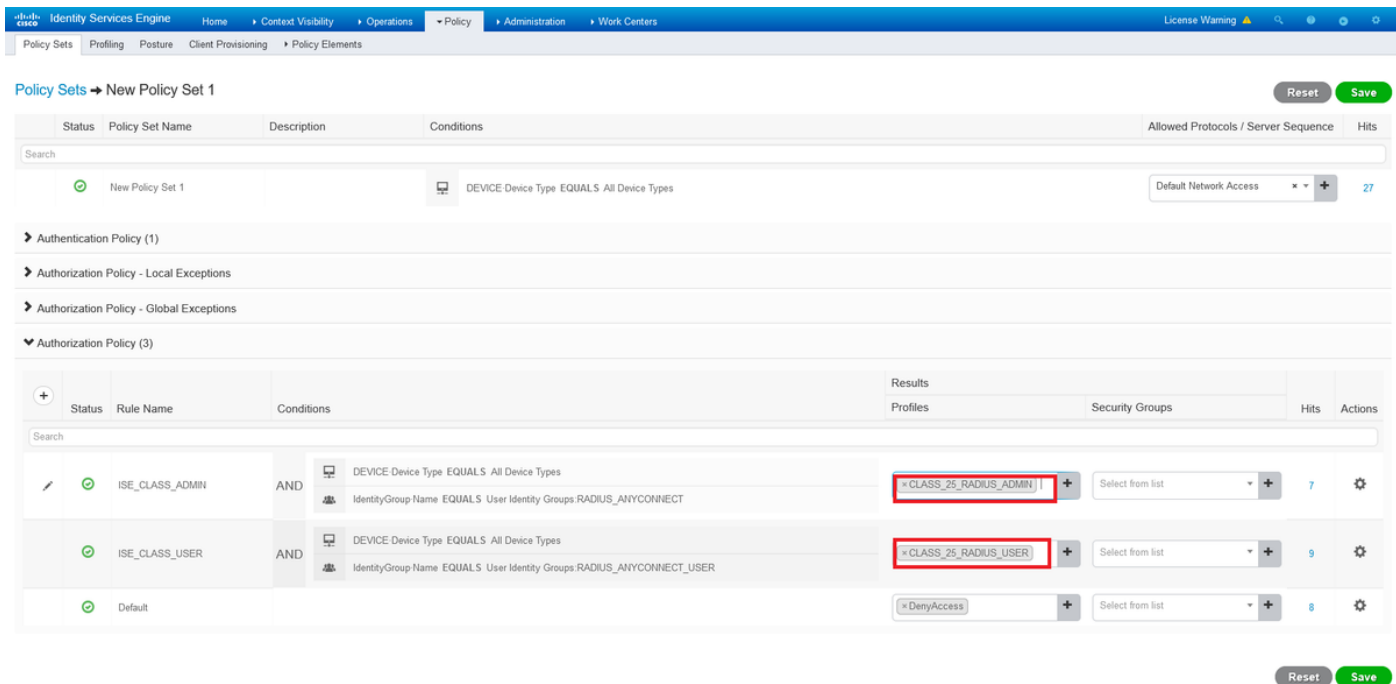 cisco Identity Services Engine Home Context Visibility Operations Policy Administration Work Centers License Warning
Policy Sets Profiling Posture Client Provisioning Policy Elements
Policy Sets → New Policy Set 1 Reset Save
Status Policy Set Name Description Conditions Allowed Protocols / Server Sequence Hits
Search
New Policy Set 1 DEVICE·Device Type EQUALS All Device Types Default Network Access × + 27
Authentication Policy (1)
Authorization Policy - Local Exceptions
Authorization Policy - Global Exceptions
Authorization Policy (3)
Results
+ Status Rule Name Conditions Profiles Security Groups Hits Actions
Search
ISE_CLASS_ADMIN AND DEVICE·Device Type EQUALS All Device Types × CLASS_25_RADIUS_ADMIN + Select from list + 7
IdentityGroup·Name EQUALS User Identity Groups:RADIUS_ANYCONNECT
ISE_CLASS_USER AND DEVICE·Device Type EQUALS All Device Types × CLASS_25_RADIUS_USER + Select from list + 9
IdentityGroup·Name EQUALS User Identity Groups:RADIUS_ANYCONNECT_USER
Default × DenyAccess + Select from list + 8
Reset Save